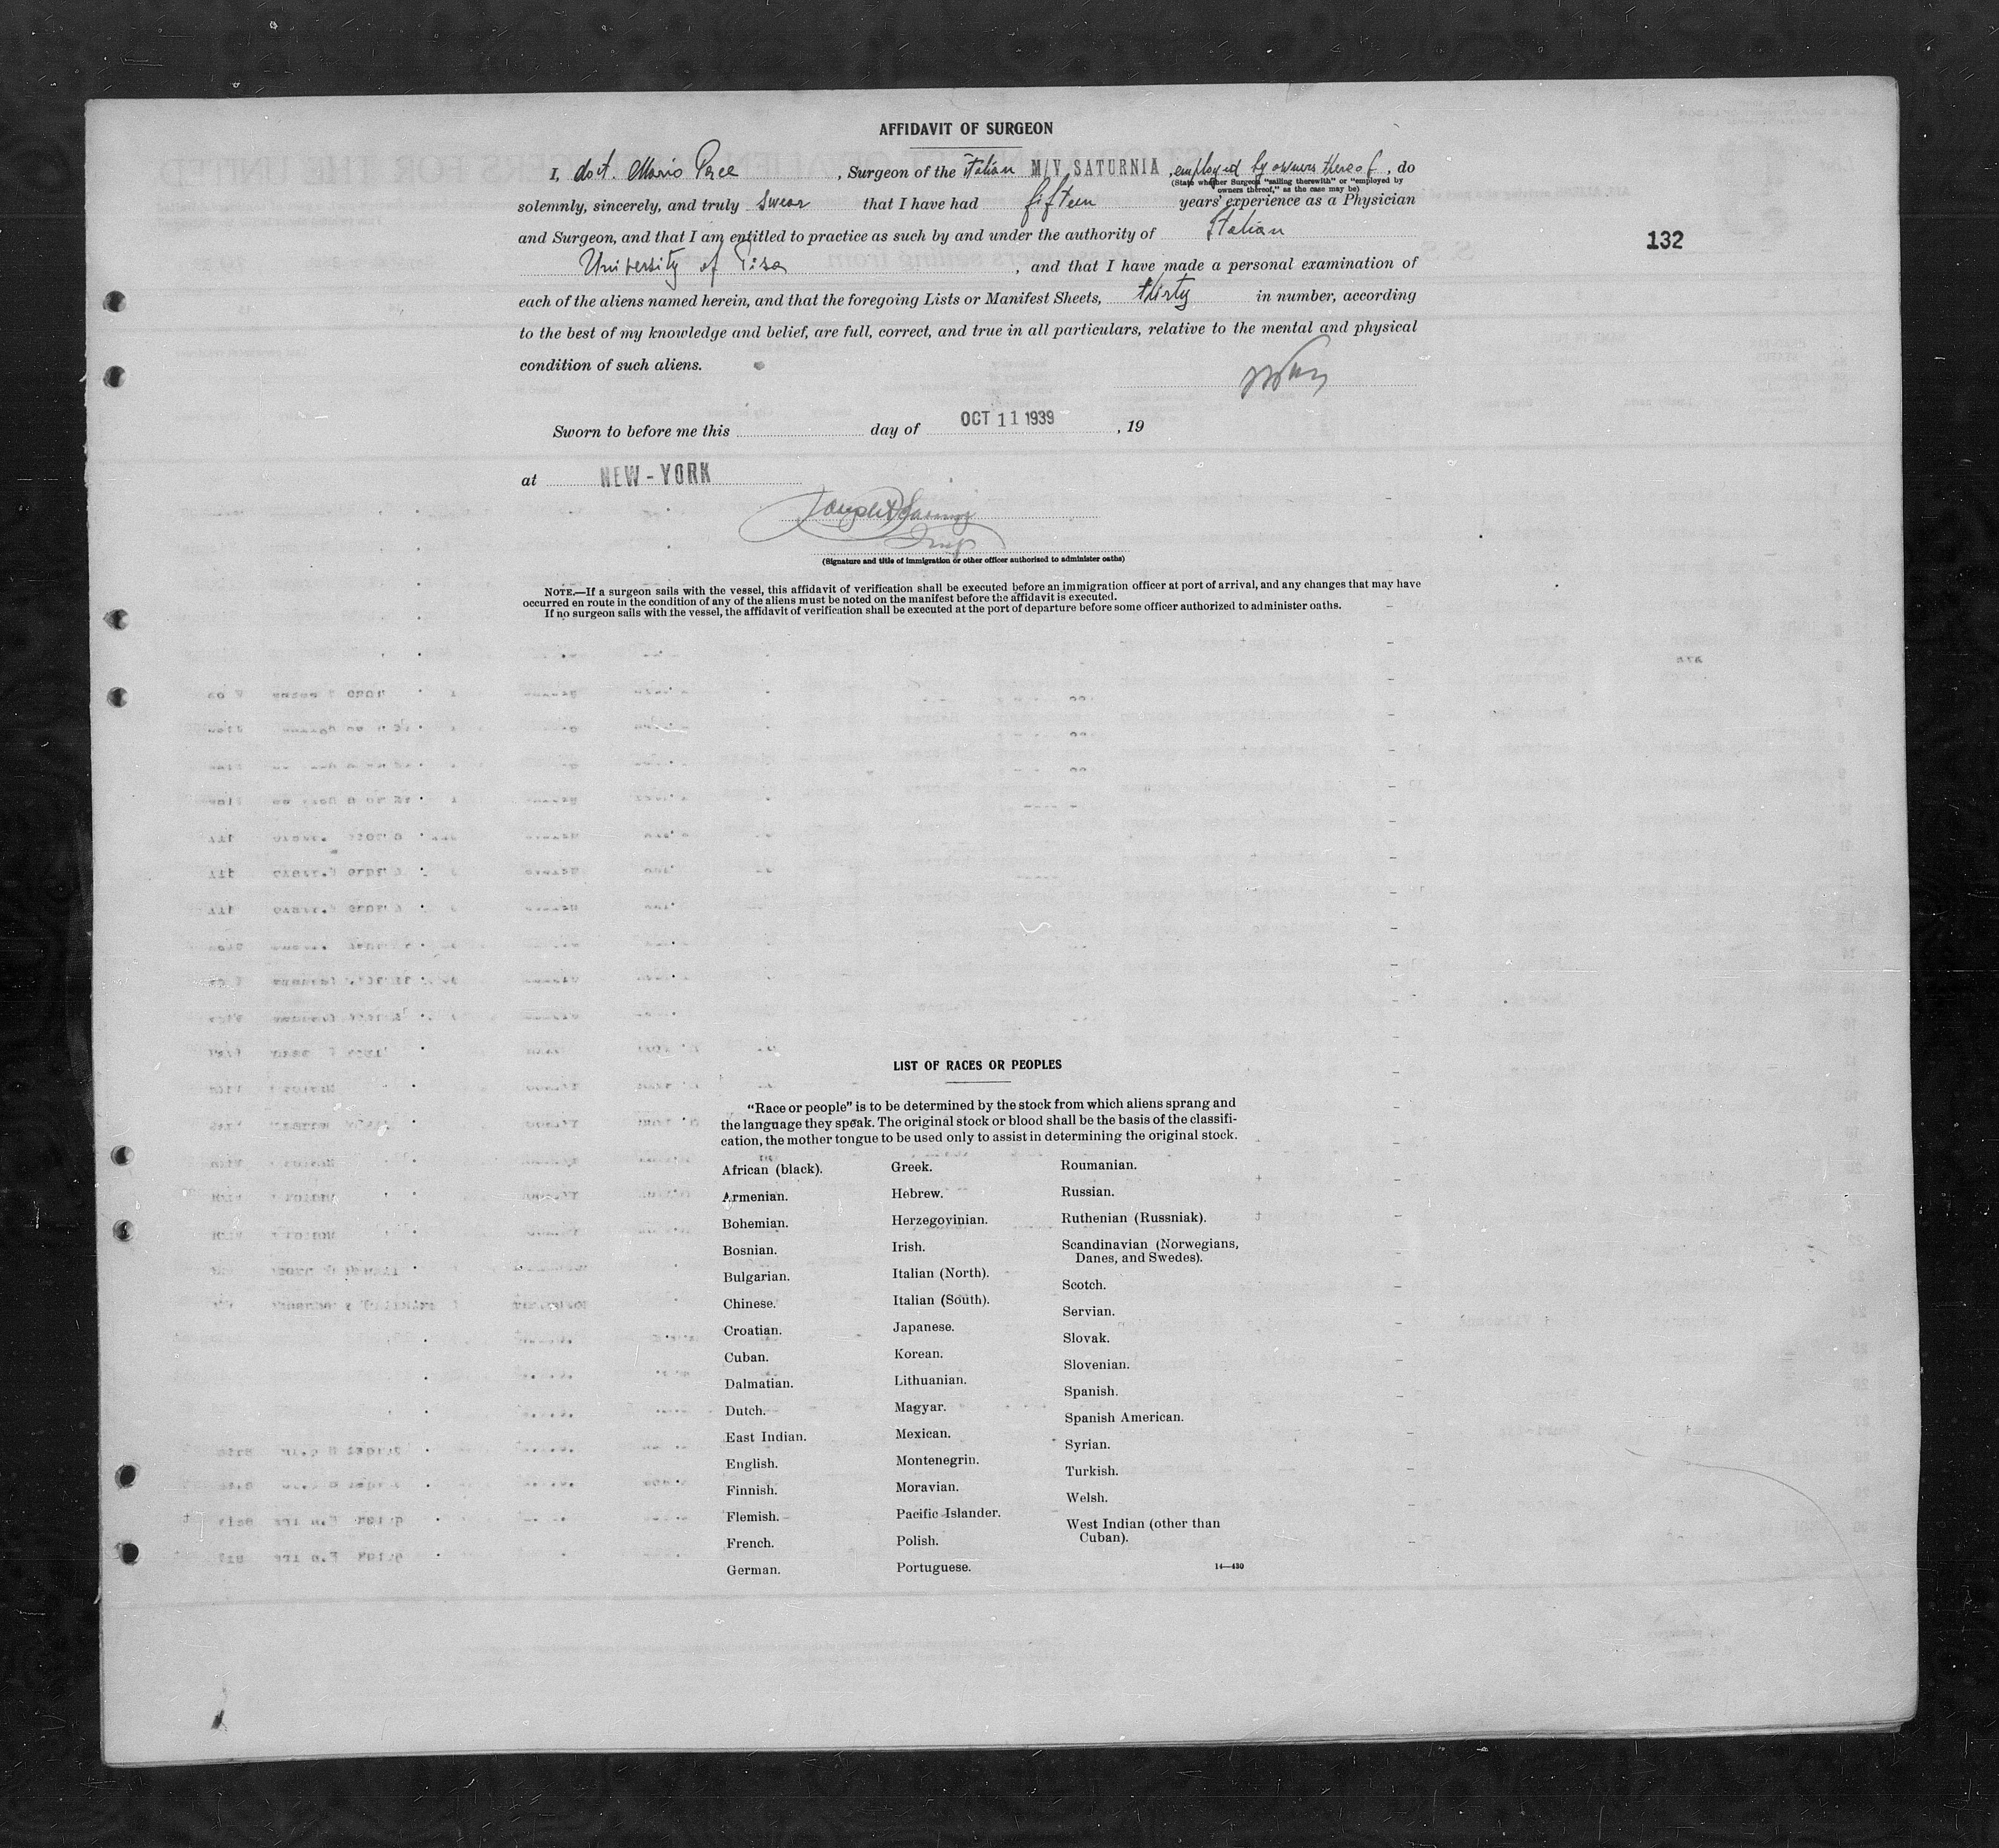 AFFIDAVIT OF SURGEON
I, doct. Mario Pace, Surgeon of the italian M/V. SATURNIA, employed by owners thereof, do
(State whether Surgeon "sailing therewith" or "employed by
owners thereof," as the case may be)
solemnly, sincerely, and truly swear that I have had fifteen years' experience as a Physician
and Surgeon, and that I am entitled to practice as such by and under the authority of Italian
132
University of Pisa, and that I have made a personal examination of
each of the aliens named herein, and that the foregoing Lists or Manifest Sheets, thirty in number, according
to the best of my knowledge and belief, are full, correct, and true in all particulars, relative to the mental and physical
condition of such aliens.
Sworn to before me this day of OCT 11 1939, 19
at NEW-YORK
(Signature and title of immigration or other officer authorized to administer oaths)
NOTE.—If a surgeon sails with the vessel, this affidavit of verification shall be executed before an immigration officer at port of arrival, and any changes that may have
occurred en route in the condition of any of the aliens must be noted on the manifest before the affidavit is executed.
If no surgeon sails with the vessel, the affidavit of verification shall be executed at the port of departure before some officer authorized to administer oaths.
LIST OF RACES OR PEOPLES
"Race or people" is to be determined by the stock from which aliens sprang and
the language they speak. The original stock or blood shall be the basis of the classifi-
cation, the mother tongue to be used only to assist in determining the original stock.
African (black).
Armenian.
Bohemian.
Bosnian.
Bulgarian.
Chinese.
Croatian.
Cuban.
Dalmatian.
Dutch.
East Indian.
English.
Finnish.
Flemish.
French.
German.
Greek.
Hebrew.
Herzegovinian.
Irish.
Italian (North).
Italian (South).
Japanese.
Korean.
Lithuanian.
Magyar.
Mexican.
Montenegrin.
Moravian.
Pacific Islander.
Polish.
Portuguese.
Roumanian.
Russian.
Ruthenian (Russniak).
Scandinavian (Norwegians,
Danes, and Swedes).
Scotch.
Servian.
Slovak.
Slovenian.
Spanish.
Spanish American.
Syrian.
Turkish.
Welsh.
West Indian (other than
Cuban).
14—430